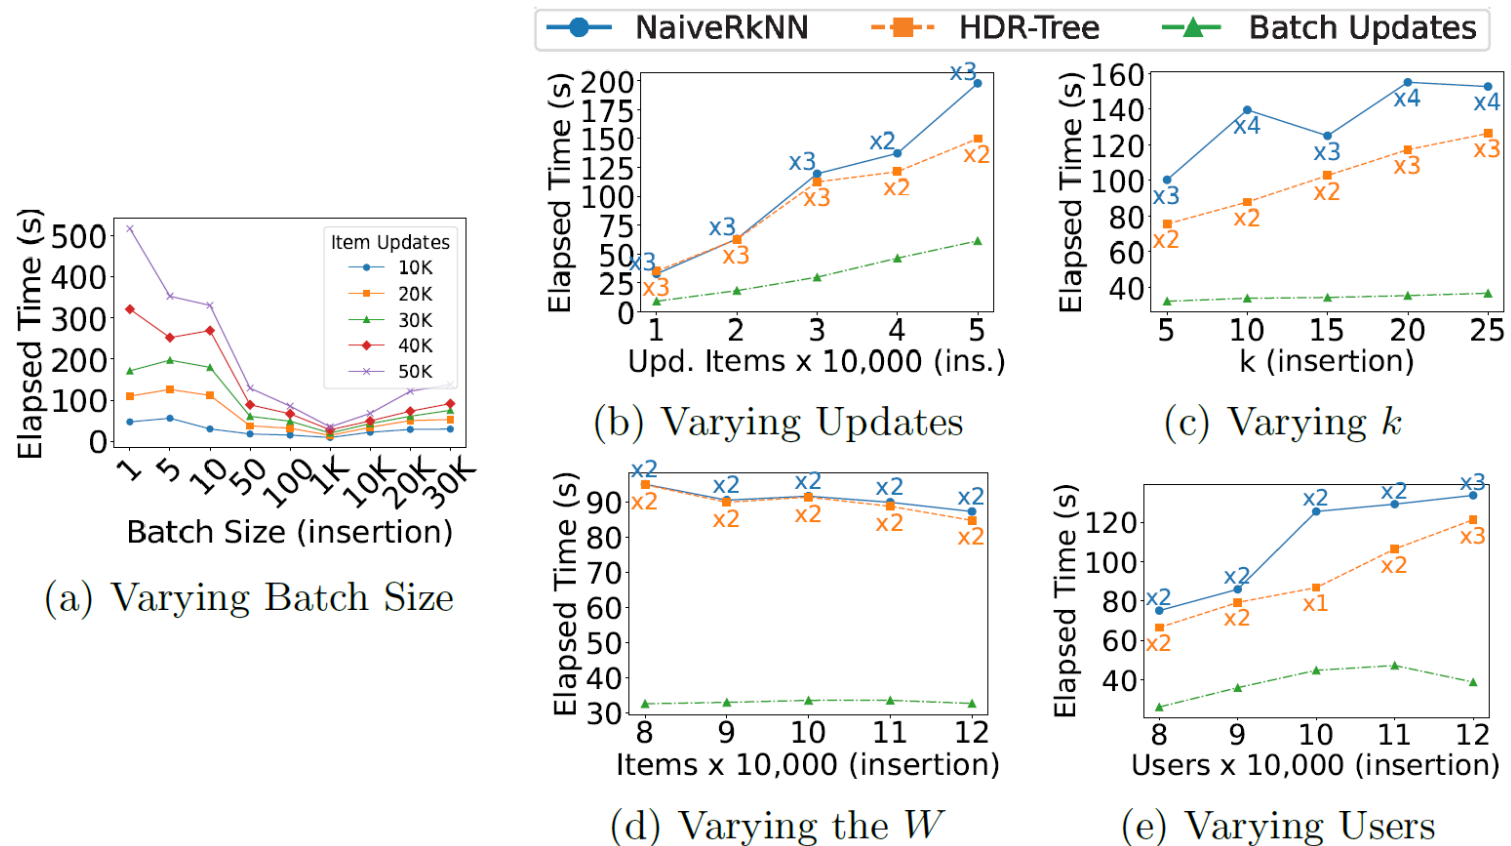 NaiveRkNN HDR-Tree Batch Updates
Elapsed Time (s)
500
400
300
200
100
0
Item Updates
10K
20K
30K
40K
50K
1 5 10 50 100 1K 10K 20K 30K
Batch Size (insertion)
(a) Varying Batch Size
Elapsed Time (s)
200
175
150
125
100
75
50
25
0
x3 x3 x3 x2 x3
x3 x3 x3 x2 x2
1 2 3 4 5
Upd. Items x 10,000 (ins.)
(b) Varying Updates
Elapsed Time (s)
160
140
120
100
80
60
40
x3 x4 x3 x4 x4
x2 x2 x2 x3 x3
5 10 15 20 25
k (insertion)
(c) Varying k
Elapsed Time (s)
90
80
70
60
50
40
30
x2 x2 x2 x2 x2
x2 x2 x2 x2 x2
8 9 10 11 12
Items x 10,000 (insertion)
(d) Varying the W
Elapsed Time (s)
120
100
80
60
40
x2 x2 x2 x2 x3
x2 x2 x1 x2 x3
8 9 10 11 12
Users x 10,000 (insertion)
(e) Varying Users